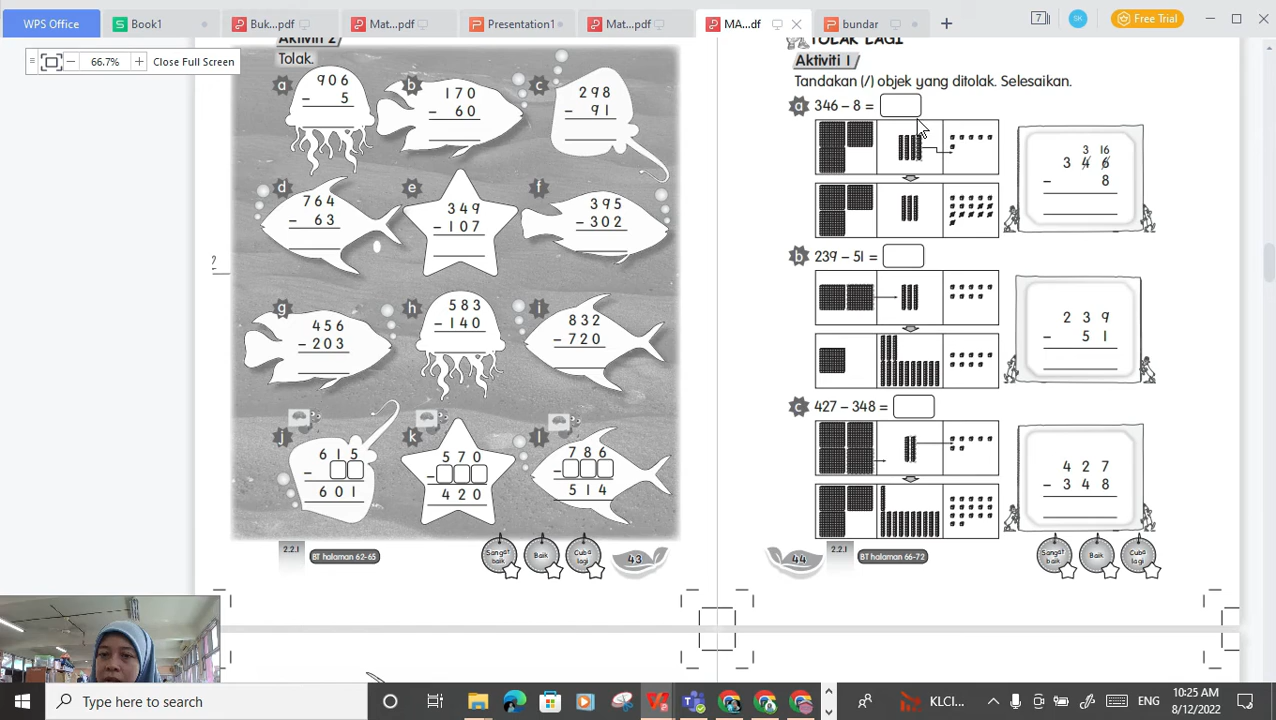 WPS Office
Book1
Buk...pdf
Mat...pdf
Presentation1
Mat...pdf
MA...df
bundar
7
SK
Free Trial
66.7%
Close Full Screen
Aktiviti 2
Tolak.
a
906
- 5
b
170
- 60
c
298
- 91
d
764
- 63
e
349
- 107
f
395
- 302
g
456
- 203
h
583
- 140
i
832
- 720
j
615
-
601
k
570
-
420
l
786
-
514
2.2.1
BT halaman 62-65
Sangat baik
Baik
Cuba lagi
43
TOLAK LAGI
Aktiviti 1
Tandakan (/) objek yang ditolak. Selesaikan.
a 346 – 8 =
3 16
3 4 6
- 8
b 239 – 51 =
2 3 9
- 5 1
c 427 – 348 =
4 2 7
- 3 4 8
44
2.2.1
BT halaman 66-72
Sangat baik
Baik
Cuba lagi
Type here to search
KLCI...
ENG
10:25 AM
8/12/2022